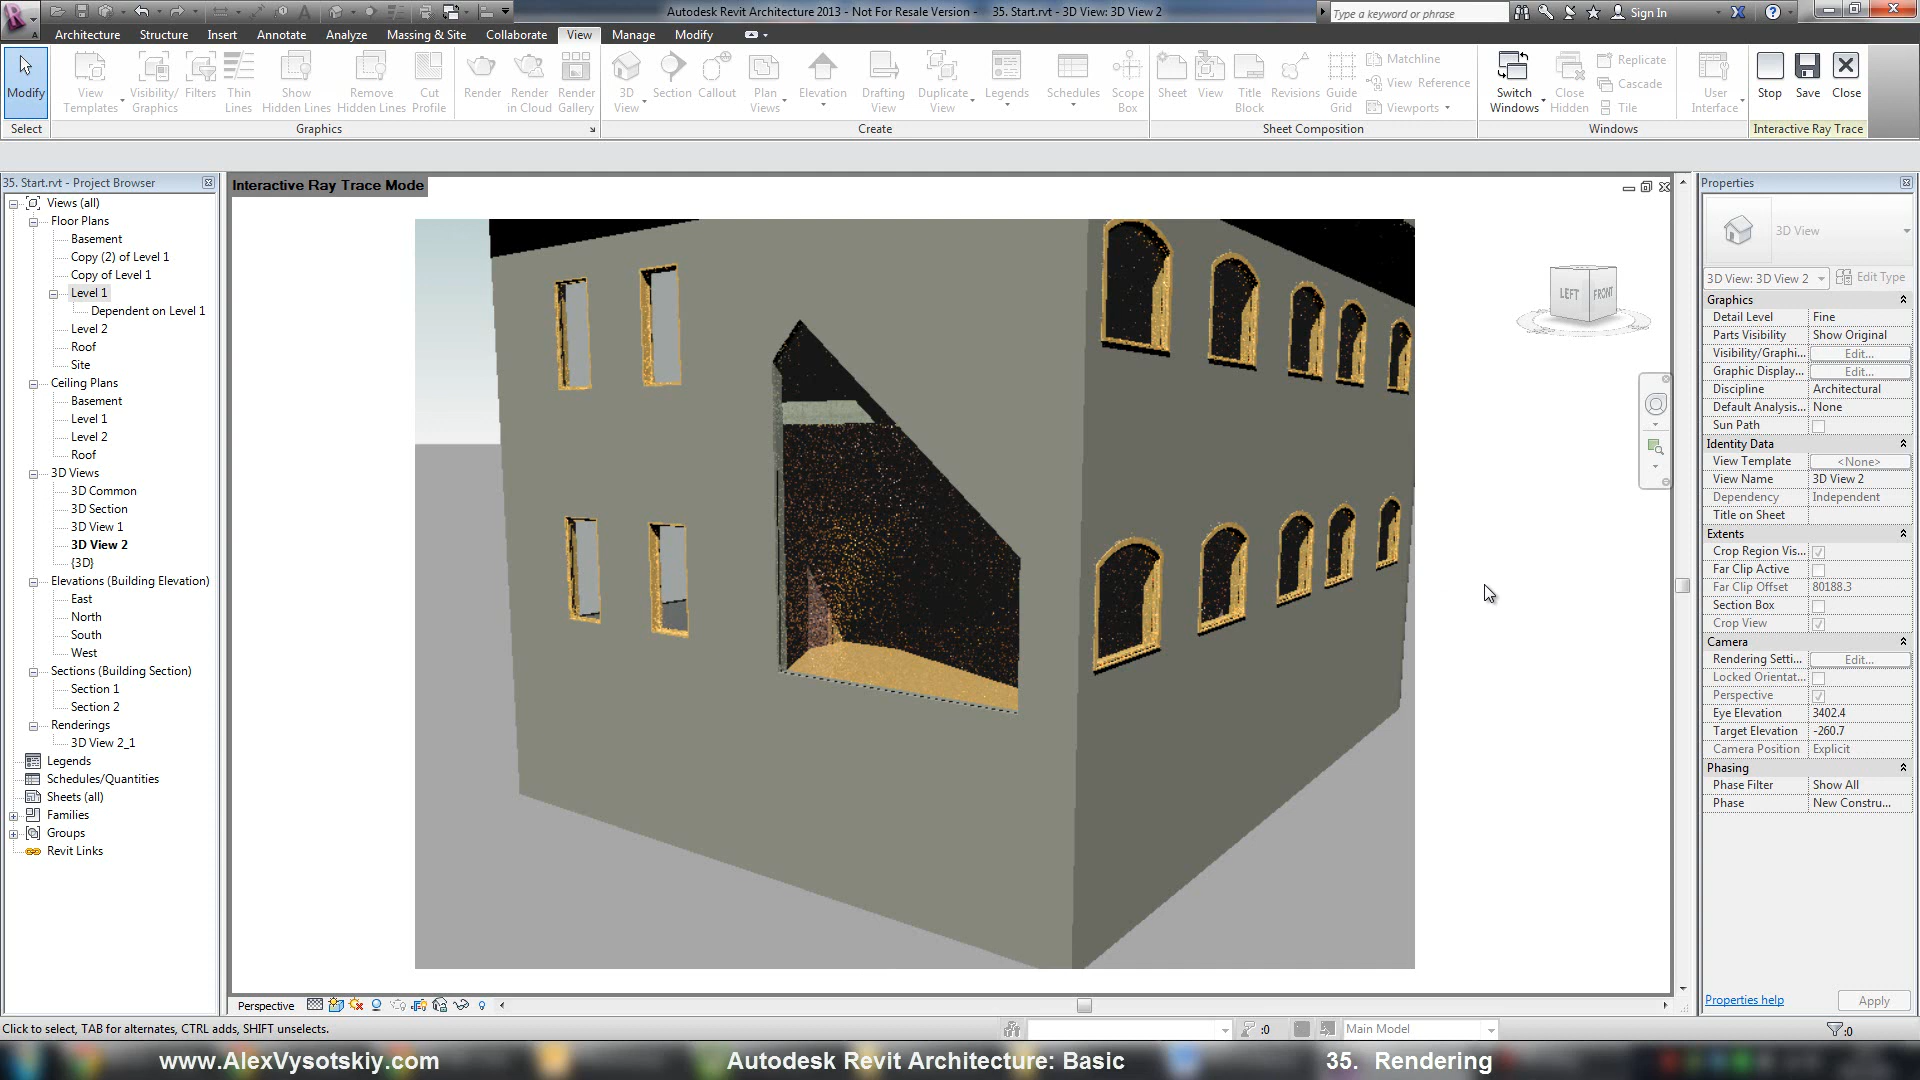 Autodesk Revit Architecture 2013 - Not For Resale Version - 35. Start.rvt - 3D View: 3D View 2
Type a keyword or phrase
Sign In
Architecture Structure Insert Annotate Analyze Massing & Site Collaborate View Manage Modify
Modify
View Templates
Visibility/ Graphics
Filters
Thin Lines
Show Hidden Lines
Remove Hidden Lines
Cut Profile
Render
Render in Cloud
Render Gallery
3D View
Section
Callout
Plan Views
Elevation
Drafting View
Duplicate View
Legends
Schedules
Scope Box
Sheet
View
Title Block
Revisions
Guide Grid
Matchline
View Reference
Viewports
Switch Windows
Close Hidden
Replicate
Cascade
Tile
User Interface
Stop
Save
Close
Select
Graphics
Create
Sheet Composition
Windows
Interactive Ray Trace
35. Start.rvt - Project Browser
Views (all)
Floor Plans
Basement
Copy (2) of Level 1
Copy of Level 1
Level 1
Dependent on Level 1
Level 2
Roof
Site
Ceiling Plans
Basement
Level 1
Level 2
Roof
3D Views
3D Common
3D Section
3D View 1
3D View 2
{3D}
Elevations (Building Elevation)
East
North
South
West
Sections (Building Section)
Section 1
Section 2
Renderings
3D View 2_1
Legends
Schedules/Quantities
Sheets (all)
Families
Groups
Revit Links
Interactive Ray Trace Mode
LEFT FRONT
Properties
3D View
3D View: 3D View 2
Edit Type
Graphics
Detail Level Fine
Parts Visibility Show Original
Visibility/Graphi... Edit...
Graphic Display... Edit...
Discipline Architectural
Default Analysis... None
Sun Path
Identity Data
View Template <None>
View Name 3D View 2
Dependency Independent
Title on Sheet
Extents
Crop Region Vis...
Far Clip Active
Far Clip Offset 80188.3
Section Box
Crop View
Camera
Rendering Setti... Edit...
Locked Orientat...
Perspective
Eye Elevation 3402.4
Target Elevation -260.7
Camera Position Explicit
Phasing
Phase Filter Show All
Phase New Constru...
Properties help
Apply
Perspective
Click to select, TAB for alternates, CTRL adds, SHIFT unselects.
:0
Main Model
:0
www.AlexVysotskiy.com
Autodesk Revit Architecture: Basic
35. Rendering